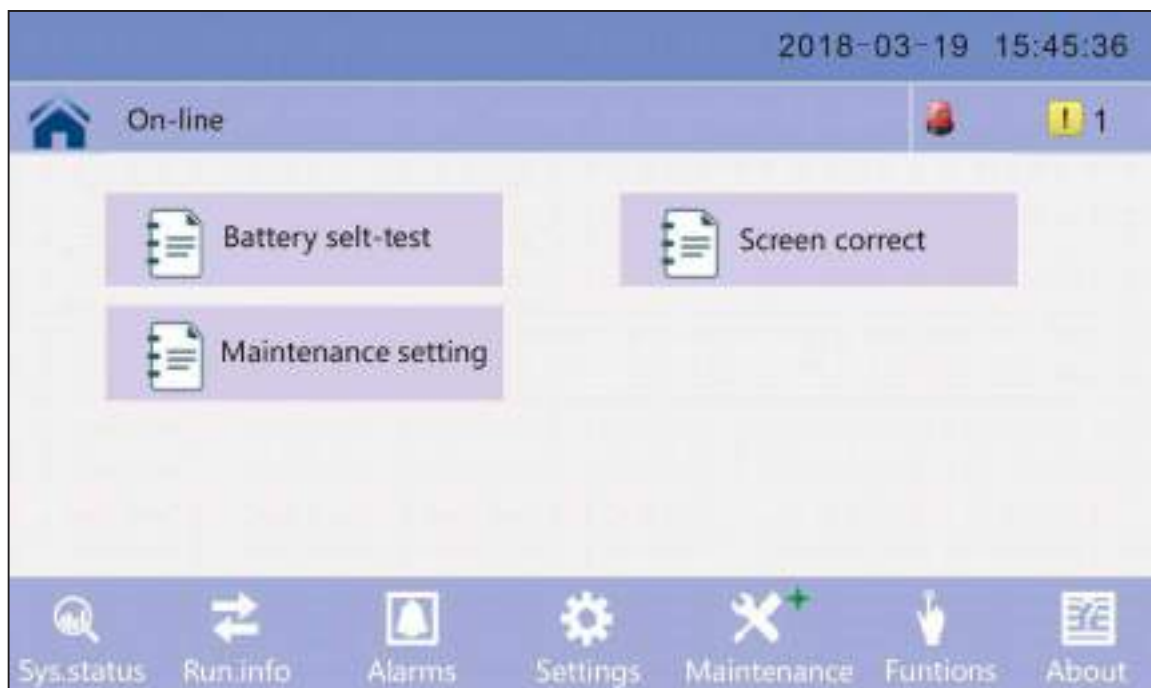 2018-03-19 15:45:36
On-line 1
Battery selt-test Screen correct
Maintenance setting
Sys.status Run.info Alarms Settings Maintenance Funtions About